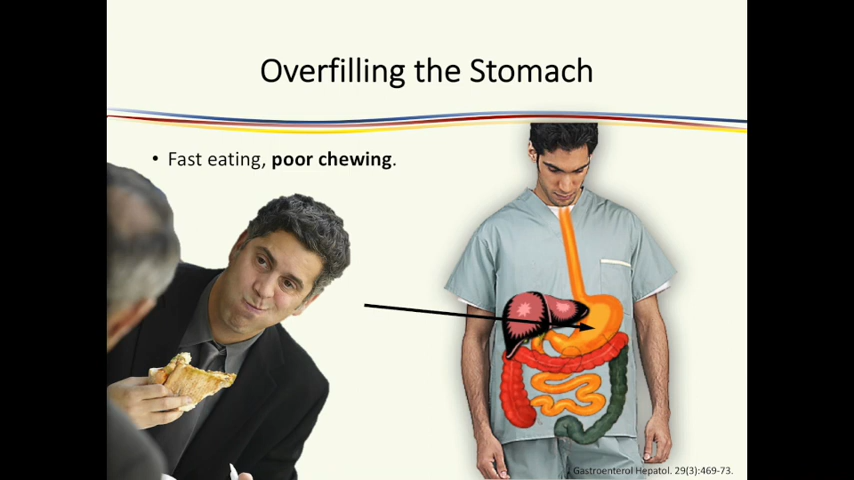 Overfilling the Stomach
• Fast eating, poor chewing.
Gastroenterol Hepatol. 29(3):469-73.